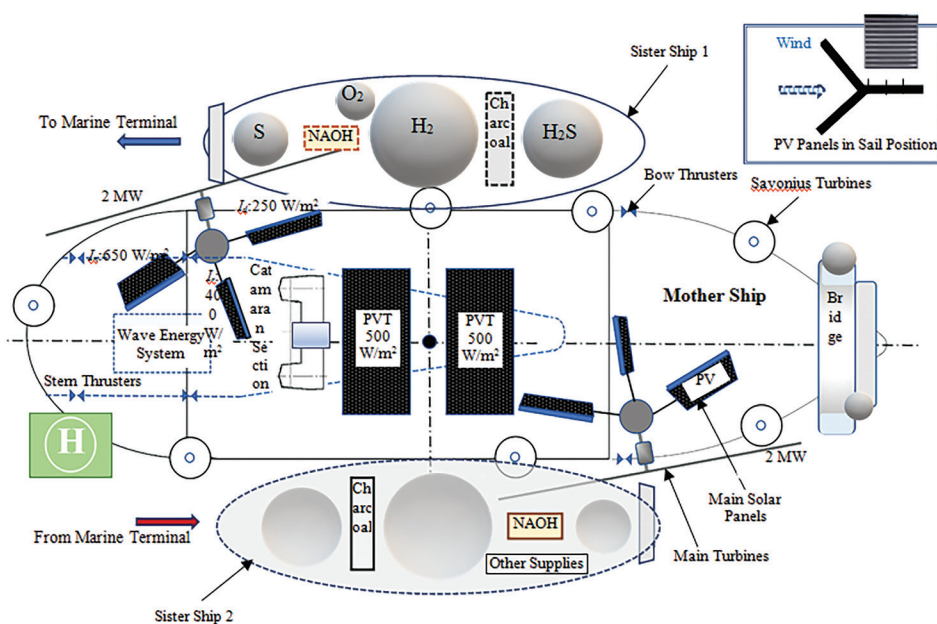 Sister Ship 1
Wind
PV Panels in Sail Position
O2
S
NAOH
H2
Ch
arc
oal
H2S
To Marine Terminal
2 MW
Bow Thrusters
Savonius Turbines
Is:250 W/m²
Is:650 W/m²
Is:
40
0
W/
m²
Cat
am
ara
n
Se
ctio
n
PVT
500
W/m²
PVT
500
W/m²
Mother Ship
Br
id
ge
Wave Energy
System
Stem Thrusters
PV
H
2 MW
Main Solar
Panels
Main Turbines
From Marine Terminal
Ch
arc
oal
NAOH
Other Supplies
Sister Ship 2